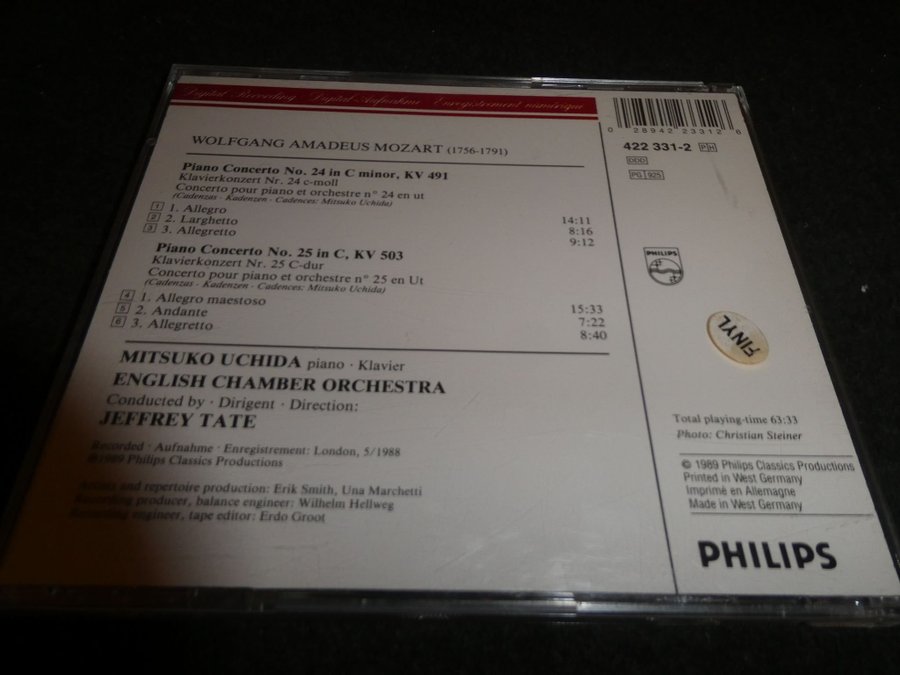 Digital Recording · Digital-Aufnahme · Enregistrement numérique
WOLFGANG AMADEUS MOZART (1756-1791)
Piano Concerto No. 24 in C minor, KV 491
Klavierkonzert Nr. 24 c-moll
Concerto pour piano et orchestre n° 24 en ut
(Cadenzas · Kadenzen · Cadences: Mitsuko Uchida)
1 1. Allegro 14:11
2 2. Larghetto 8:16
3 3. Allegretto 9:12
Piano Concerto No. 25 in C, KV 503
Klavierkonzert Nr. 25 C-dur
Concerto pour piano et orchestre n° 25 en Ut
(Cadenzas · Kadenzen · Cadences: Mitsuko Uchida)
4 1. Allegro maestoso 15:33
5 2. Andante 7:22
6 3. Allegretto 8:40
MITSUKO UCHIDA piano · Klavier
ENGLISH CHAMBER ORCHESTRA
Conducted by · Dirigent · Direction:
JEFFREY TATE
Recorded · Aufnahme · Enregistrement: London, 5/1988
℗1989 Philips Classics Productions
Artists and repertoire production: Erik Smith, Una Marchetti
Recording producer, balance engineer: Wilhelm Hellweg
Recording engineer, tape editor: Erdo Groot
0 28942 23312 6
422 331-2 PH
DDD
PG 925
PHILIPS
FINYL
Total playing-time 63:33
Photo: Christian Steiner
© 1989 Philips Classics Productions
Printed in West Germany
Imprimé en Allemagne
Made in West Germany
PHILIPS